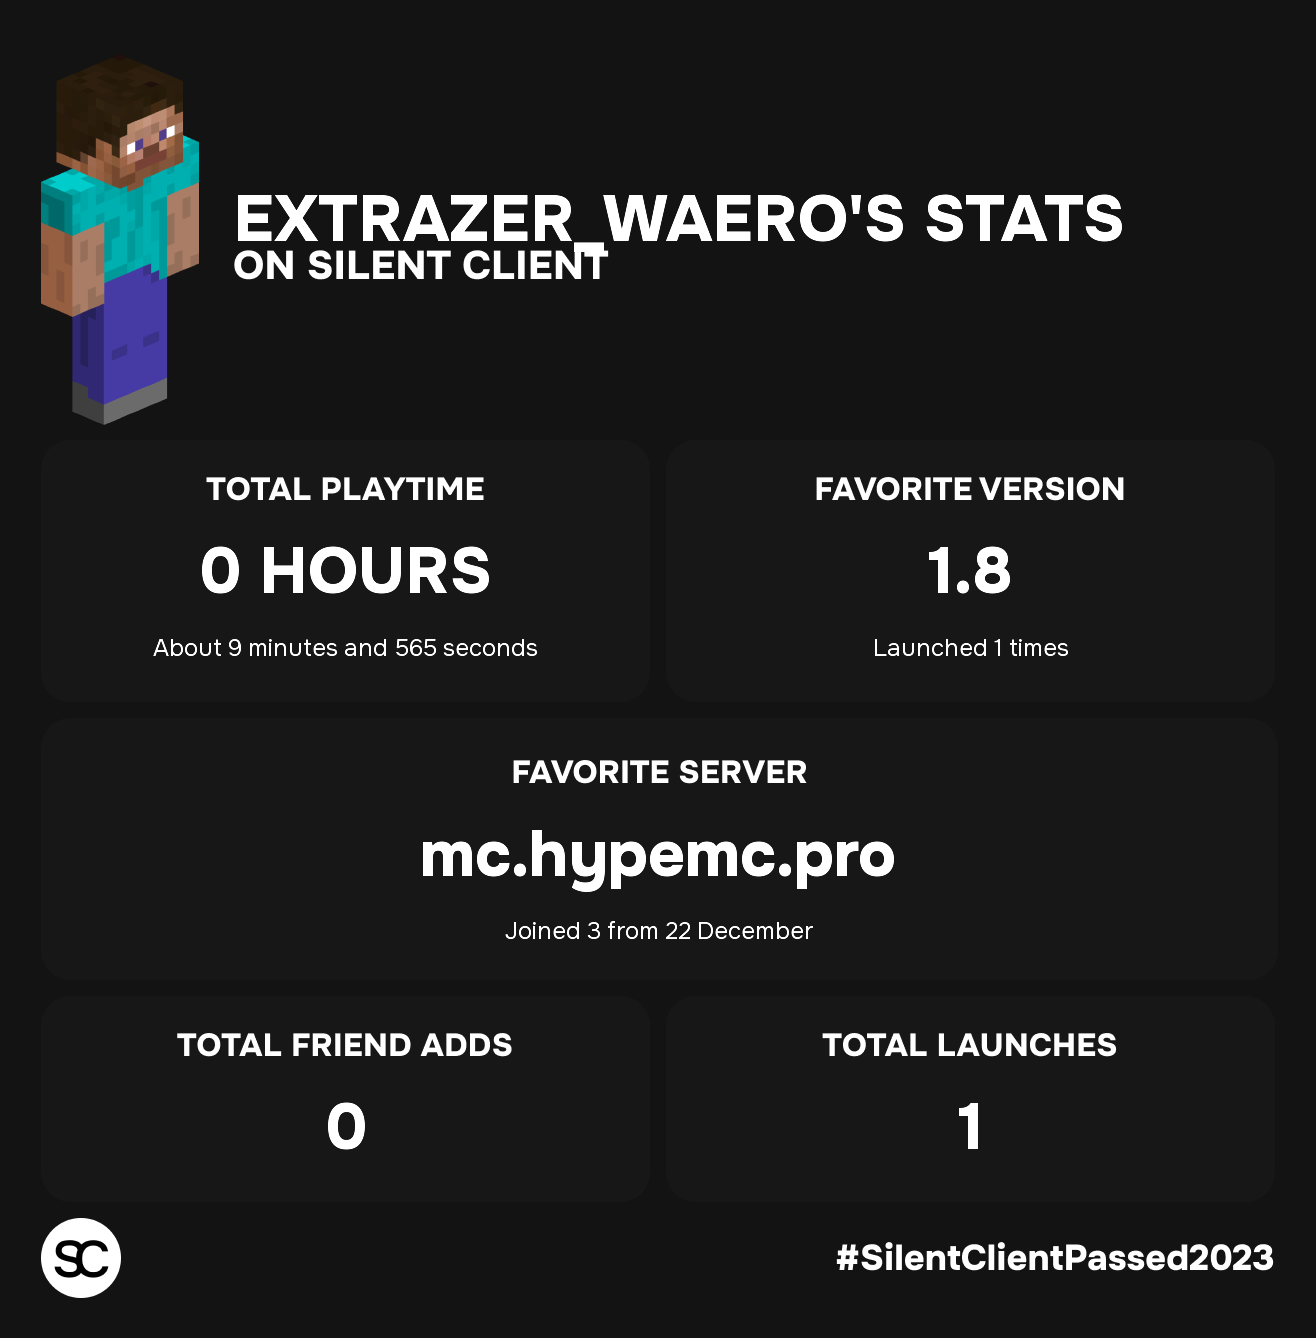 EXTRAZER_WAERO'S STATS
ON SILENT CLIENT
TOTAL PLAYTIME
0 HOURS
About 9 minutes and 565 seconds
FAVORITE VERSION
1.8
Launched 1 times
FAVORITE SERVER
mc.hypemc.pro
Joined 3 from 22 December
TOTAL FRIEND ADDS
0
TOTAL LAUNCHES
1
SC
#SilentClientPassed2023